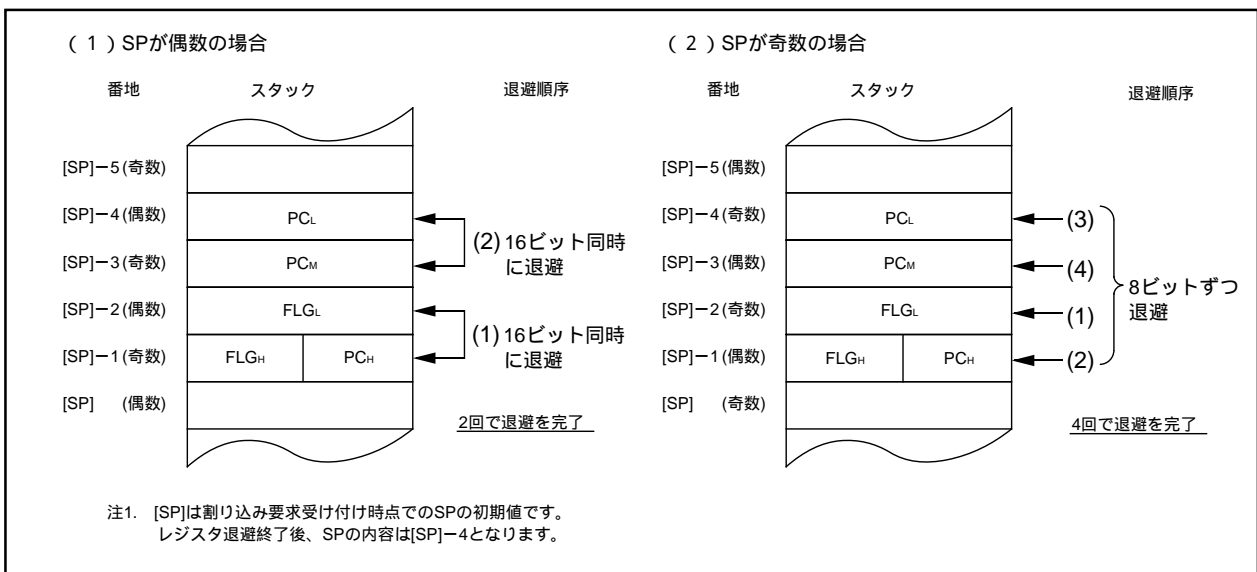 (1)SPが偶数の場合
番地 スタック 退避順序
[SP]－5(奇数)
[SP]－4(偶数) PCL
[SP]－3(奇数) PCM
(2)16ビット同時
に退避
[SP]－2(偶数) FLGL
[SP]－1(奇数) FLGH PCH
(1)16ビット同時
に退避
[SP] (偶数)
2回で退避を完了
(2)SPが奇数の場合
番地 スタック 退避順序
[SP]－5(偶数)
[SP]－4(奇数) PCL (3)
[SP]－3(偶数) PCM (4)
[SP]－2(奇数) FLGL (1)
[SP]－1(偶数) FLGH PCH (2)
8ビットずつ
退避
[SP] (奇数)
4回で退避を完了
注1. [SP]は割り込み要求受け付け時点でのSPの初期値です。
レジスタ退避終了後、SPの内容は[SP]－4となります。